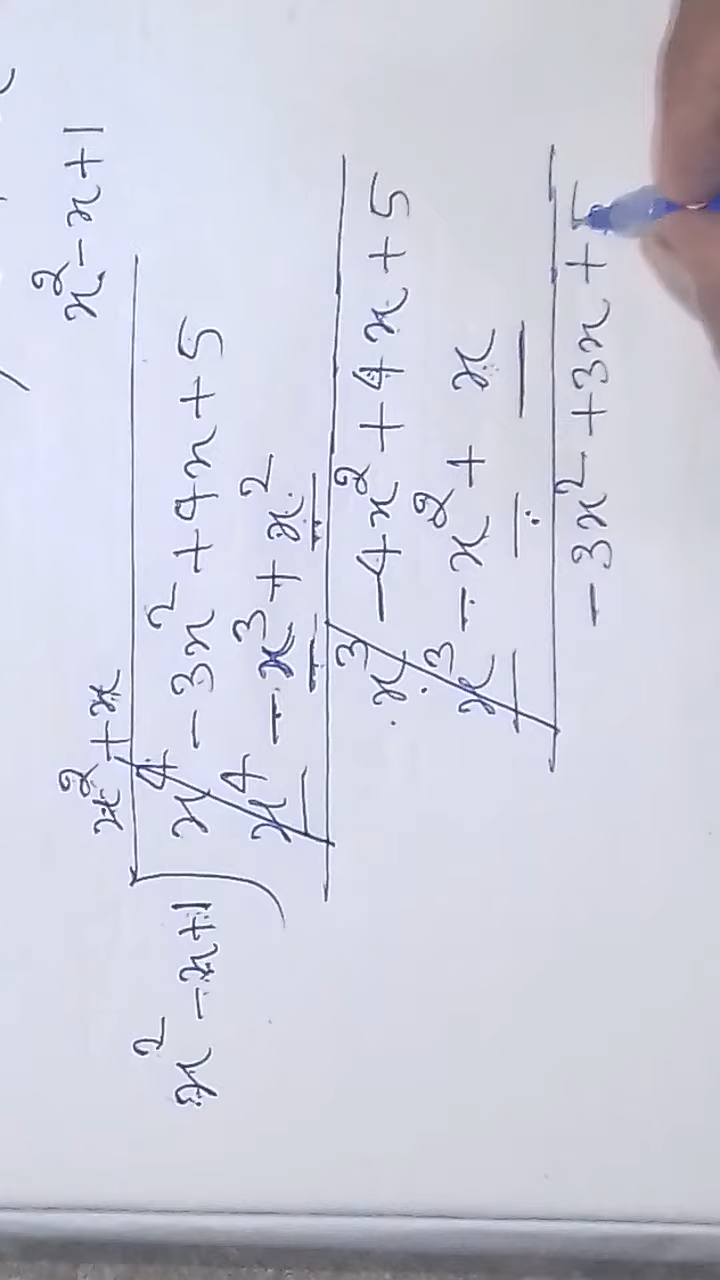 x² - x + 1
x² + x
x² - x + 1 ) x⁴ - 3x² + 4x + 5
x⁴ - x³ + x²
x³ - 4x² + 4x + 5
x³ - x² + x
- 3x² + 3x + 5